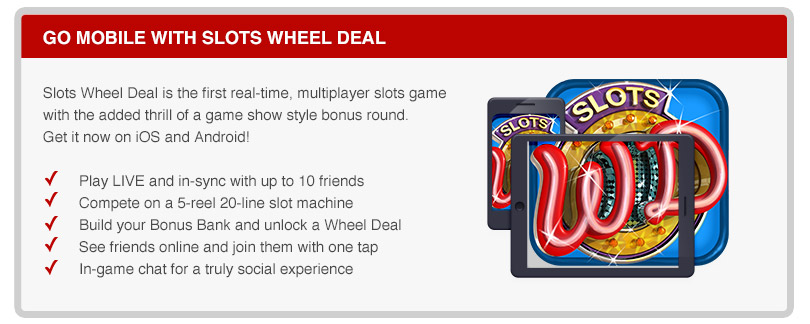 GO MOBILE WITH SLOTS WHEEL DEAL
Slots Wheel Deal is the first real-time, multiplayer slots game
with the added thrill of a game show style bonus round.
Get it now on iOS and Android!
Play LIVE and in-sync with up to 10 friends
Compete on a 5-reel 20-line slot machine
Build your Bonus Bank and unlock a Wheel Deal
See friends online and join them with one tap
In-game chat for a truly social experience
SLOTS
SLOTS
WD